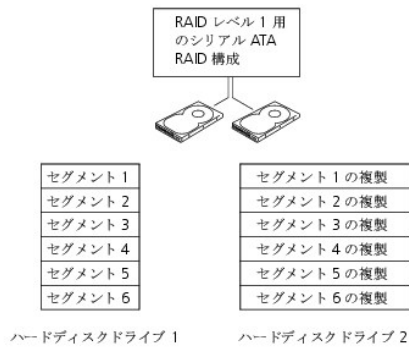 RAID レベル 1 用
のシリアル ATA
RAID 構成
セグメント 1
セグメント 2
セグメント 3
セグメント 4
セグメント 5
セグメント 6
セグメント 1 の複製
セグメント 2 の複製
セグメント 3 の複製
セグメント 4 の複製
セグメント 5 の複製
セグメント 6 の複製
ハードディスクドライブ 1
ハードディスクドライブ 2